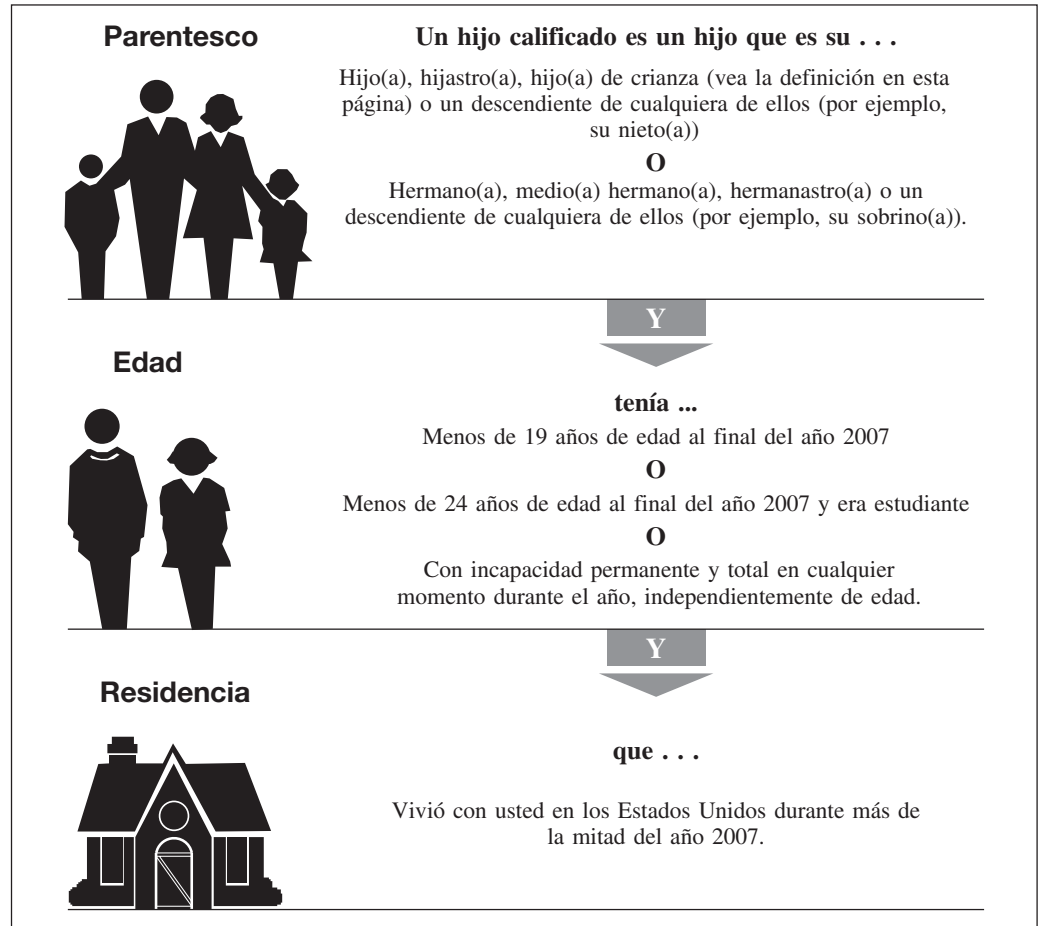 Parentesco
Un hijo calificado es un hijo que es su . . .
Hijo(a), hijastro(a), hijo(a) de crianza (vea la definición en esta
página) o un descendiente de cualquiera de ellos (por ejemplo,
su nieto(a))
O
Hermano(a), medio(a) hermano(a), hermanastro(a) o un
descendiente de cualquiera de ellos (por ejemplo, su sobrino(a)).
Y
Edad
tenía ...
Menos de 19 años de edad al final del año 2007
O
Menos de 24 años de edad al final del año 2007 y era estudiante
O
Con incapacidad permanente y total en cualquier
momento durante el año, independientemente de edad.
Y
Residencia
que . . .
Vivió con usted en los Estados Unidos durante más de
la mitad del año 2007.